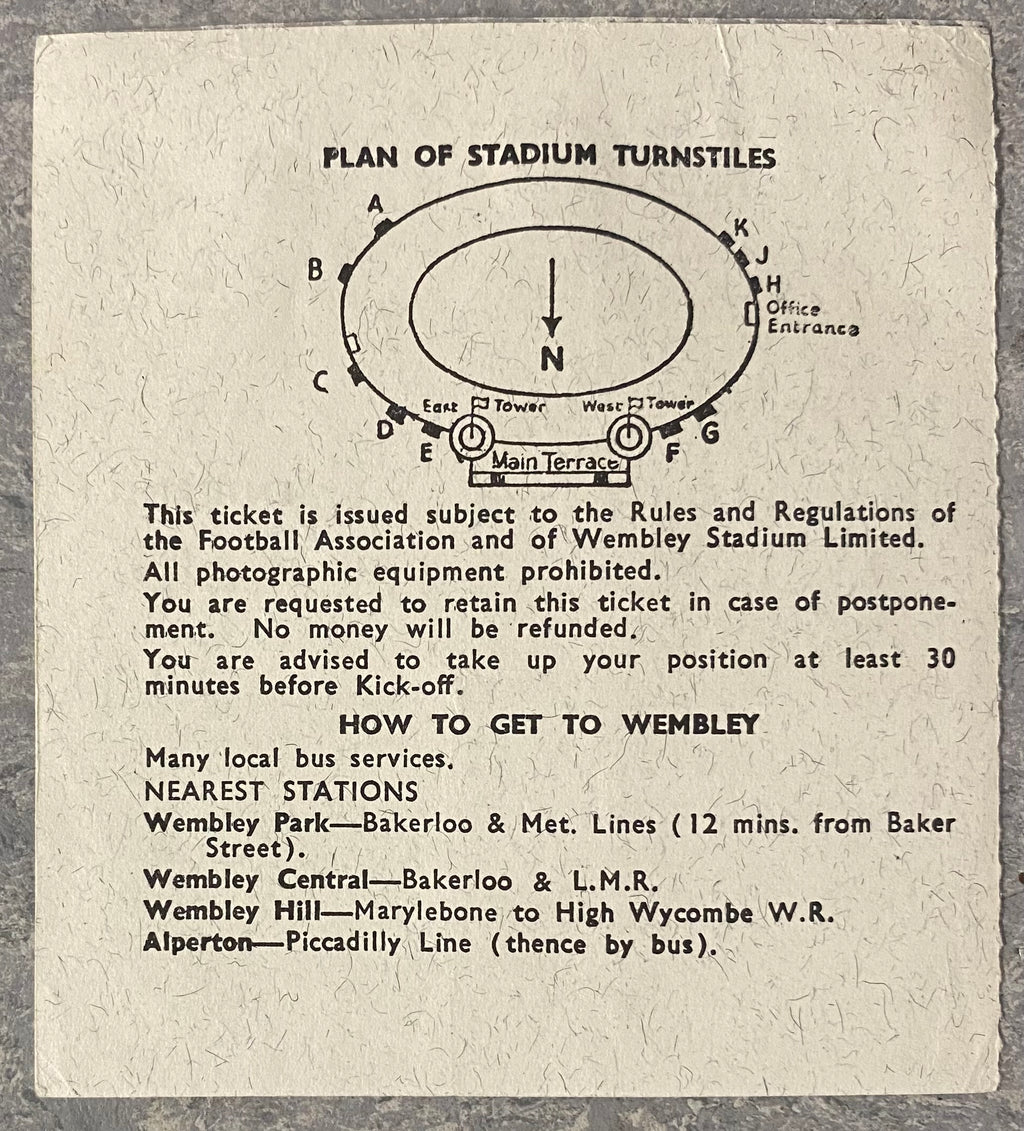 PLAN OF STADIUM TURNSTILES
A
K
J
B
H
Office
Entrance
N
C
East Tower
West Tower
D
E
F
G
Main Terrace
This ticket is issued subject to the Rules and Regulations of
the Football Association and of Wembley Stadium Limited.
All photographic equipment prohibited.
You are requested to retain this ticket in case of postpone-
ment. No money will be refunded.
You are advised to take up your position at least 30
minutes before Kick-off.
HOW TO GET TO WEMBLEY
Many local bus services.
NEAREST STATIONS
Wembley Park—Bakerloo & Met. Lines (12 mins. from Baker
Street).
Wembley Central—Bakerloo & L.M.R.
Wembley Hill—Marylebone to High Wycombe W.R.
Alperton—Piccadilly Line (thence by bus).